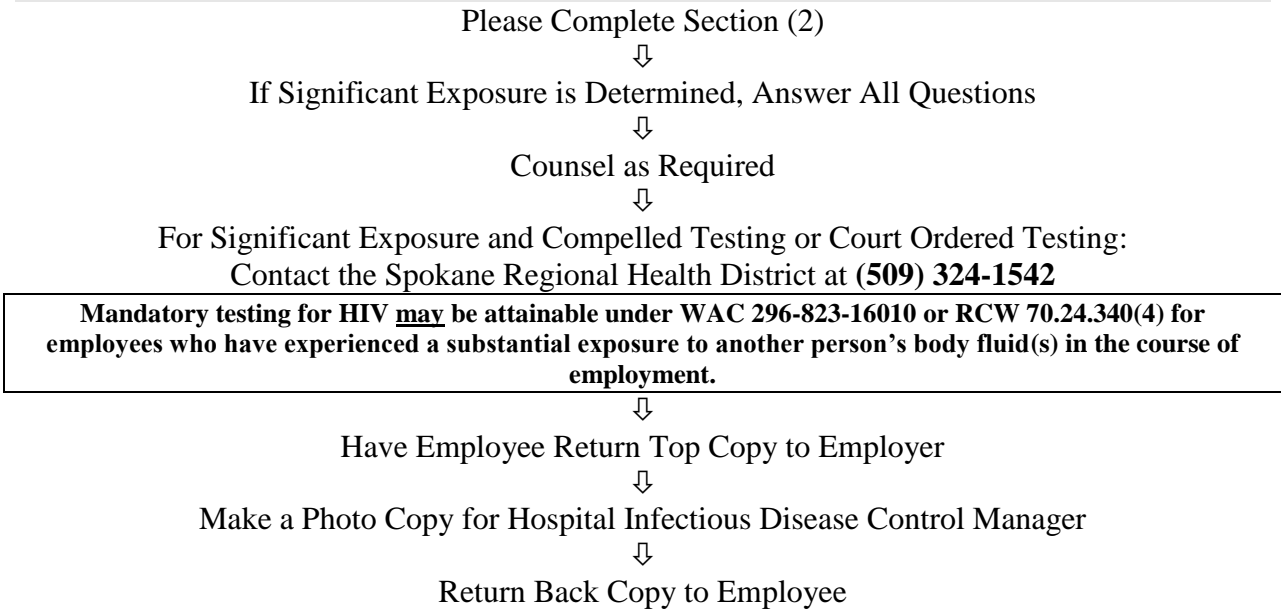 Please Complete Section (2)
⇩
If Significant Exposure is Determined, Answer All Questions
⇩
Counsel as Required
⇩
For Significant Exposure and Compelled Testing or Court Ordered Testing:
Contact the Spokane Regional Health District at (509) 324-1542
Mandatory testing for HIV may be attainable under WAC 296-823-16010 or RCW 70.24.340(4) for
employees who have experienced a substantial exposure to another person’s body fluid(s) in the course of
employment.
⇩
Have Employee Return Top Copy to Employer
⇩
Make a Photo Copy for Hospital Infectious Disease Control Manager
⇩
Return Back Copy to Employee